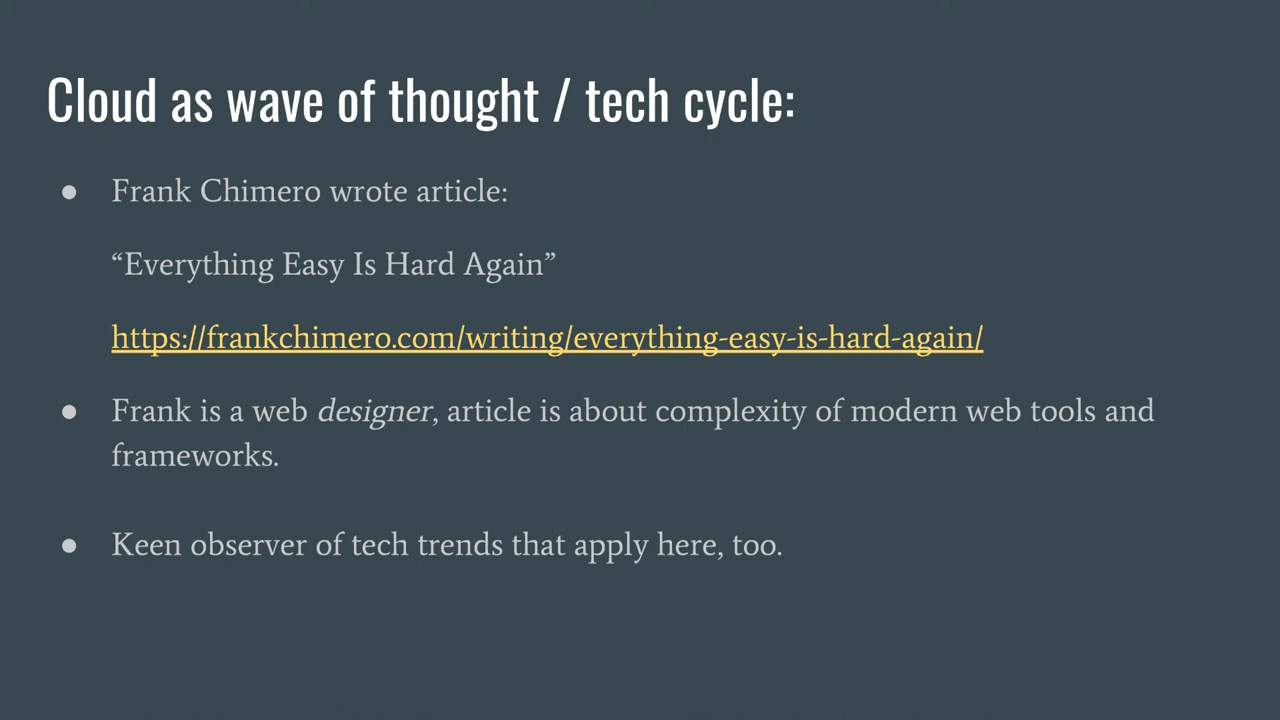 Cloud as wave of thought / tech cycle:
● Frank Chimero wrote article:
“Everything Easy Is Hard Again”
https://frankchimero.com/writing/everything-easy-is-hard-again/
● Frank is a web designer, article is about complexity of modern web tools and
frameworks.
● Keen observer of tech trends that apply here, too.